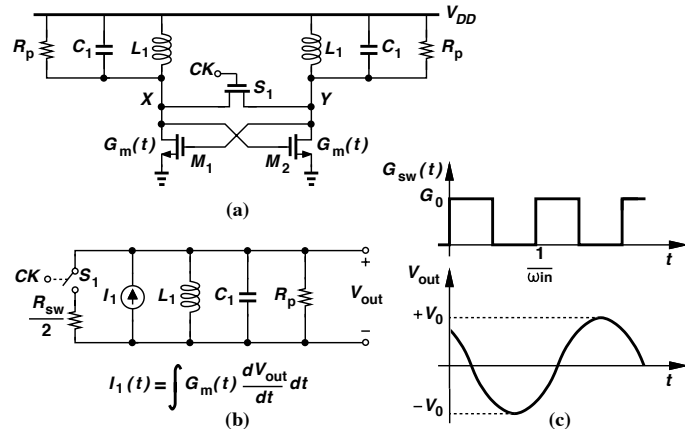 V_DD
R_p C_1 L_1 L_1 C_1 R_p
CK S_1
X Y
G_m(t) G_m(t)
M_1 M_2
(a)
CK S_1
R_sw/2
I_1 L_1 C_1 R_p
+
V_out
−
I_1(t) = ∫ G_m(t) dV_out/dt dt
(b)
G_sw(t)
G_0
1/ωin
t
V_out
+V_0
t
−V_0
(c)